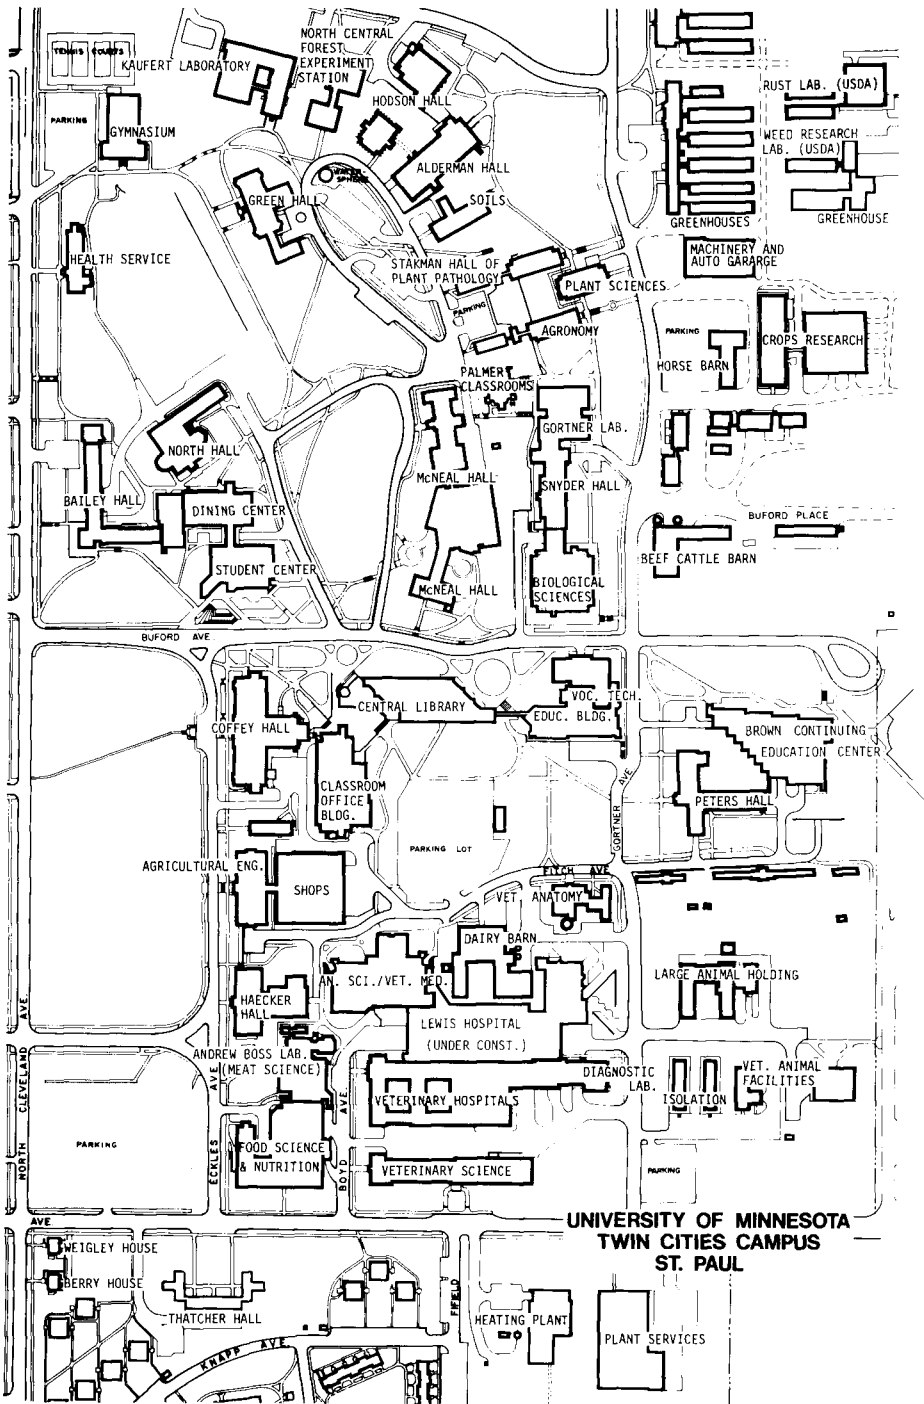 NORTH CENTRAL
FOREST
EXPERIMENT
STATION
TENNIS COURTS
KAUFERT LABORATORY
HODSON HALL
RUST LAB. (USDA)
PARKING
GYMNASIUM
WEED RESEARCH
LAB. (USDA)
ALDERMAN HALL
WATER
GREEN HALL
SOILS
GREENHOUSES
GREENHOUSE
HEALTH SERVICE
STAKMAN HALL OF
PLANT PATHOLOGY
MACHINERY AND
AUTO GARARGE
PLANT SCIENCES
PARKING
AGRONOMY
PARKING
CROPS RESEARCH
HORSE BARN
PALMER
CLASSROOMS
GORTNER LAB.
NORTH HALL
McNEAL HALL
SNYDER HALL
BAILEY HALL
DINING CENTER
BUFORD PLACE
STUDENT CENTER
BEEF CATTLE BARN
McNEAL HALL
BIOLOGICAL
SCIENCES
BUFORD AVE.
VOC. TECH.
EDUC. BLDG.
CENTRAL LIBRARY
COFFEY HALL
BROWN CONTINUING
EDUCATION CENTER
CLASSROOM
OFFICE
BLDG.
GORTNER AVE
PETERS HALL
PARKING LOT
AGRICULTURAL ENG.
SHOPS
FITCH AVE
VET. ANATOMY
DAIRY BARN
AN. SCI./VET. MED.
LARGE ANIMAL HOLDING
HAECKER
HALL
LEWIS HOSPITAL
(UNDER CONST.)
ANDREW BOSS LAB.
(MEAT SCIENCE)
DIAGNOSTIC
LAB.
VET. ANIMAL
FACILITIES
VETERINARY HOSPITALS
ISOLATION
NORTH CLEVELAND AVE.
PARKING
ECKLES AVE
FOOD SCIENCE
& NUTRITION
BOYD AVE
VETERINARY SCIENCE
PARKING
AVE.
UNIVERSITY OF MINNESOTA
TWIN CITIES CAMPUS
ST. PAUL
WEIGLEY HOUSE
BERRY HOUSE
THATCHER HALL
FIFIELD
HEATING PLANT
PLANT SERVICES
KNAPP AVE.